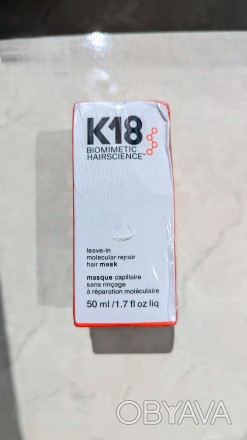 K18
BIOMIMETIC
HAIRSCIENCE
leave-in
molecular repair
hair mask
masque capillaire
sans rinçage
à réparation moléculaire
50 ml / 1.7 fl oz liq
OBYAVA